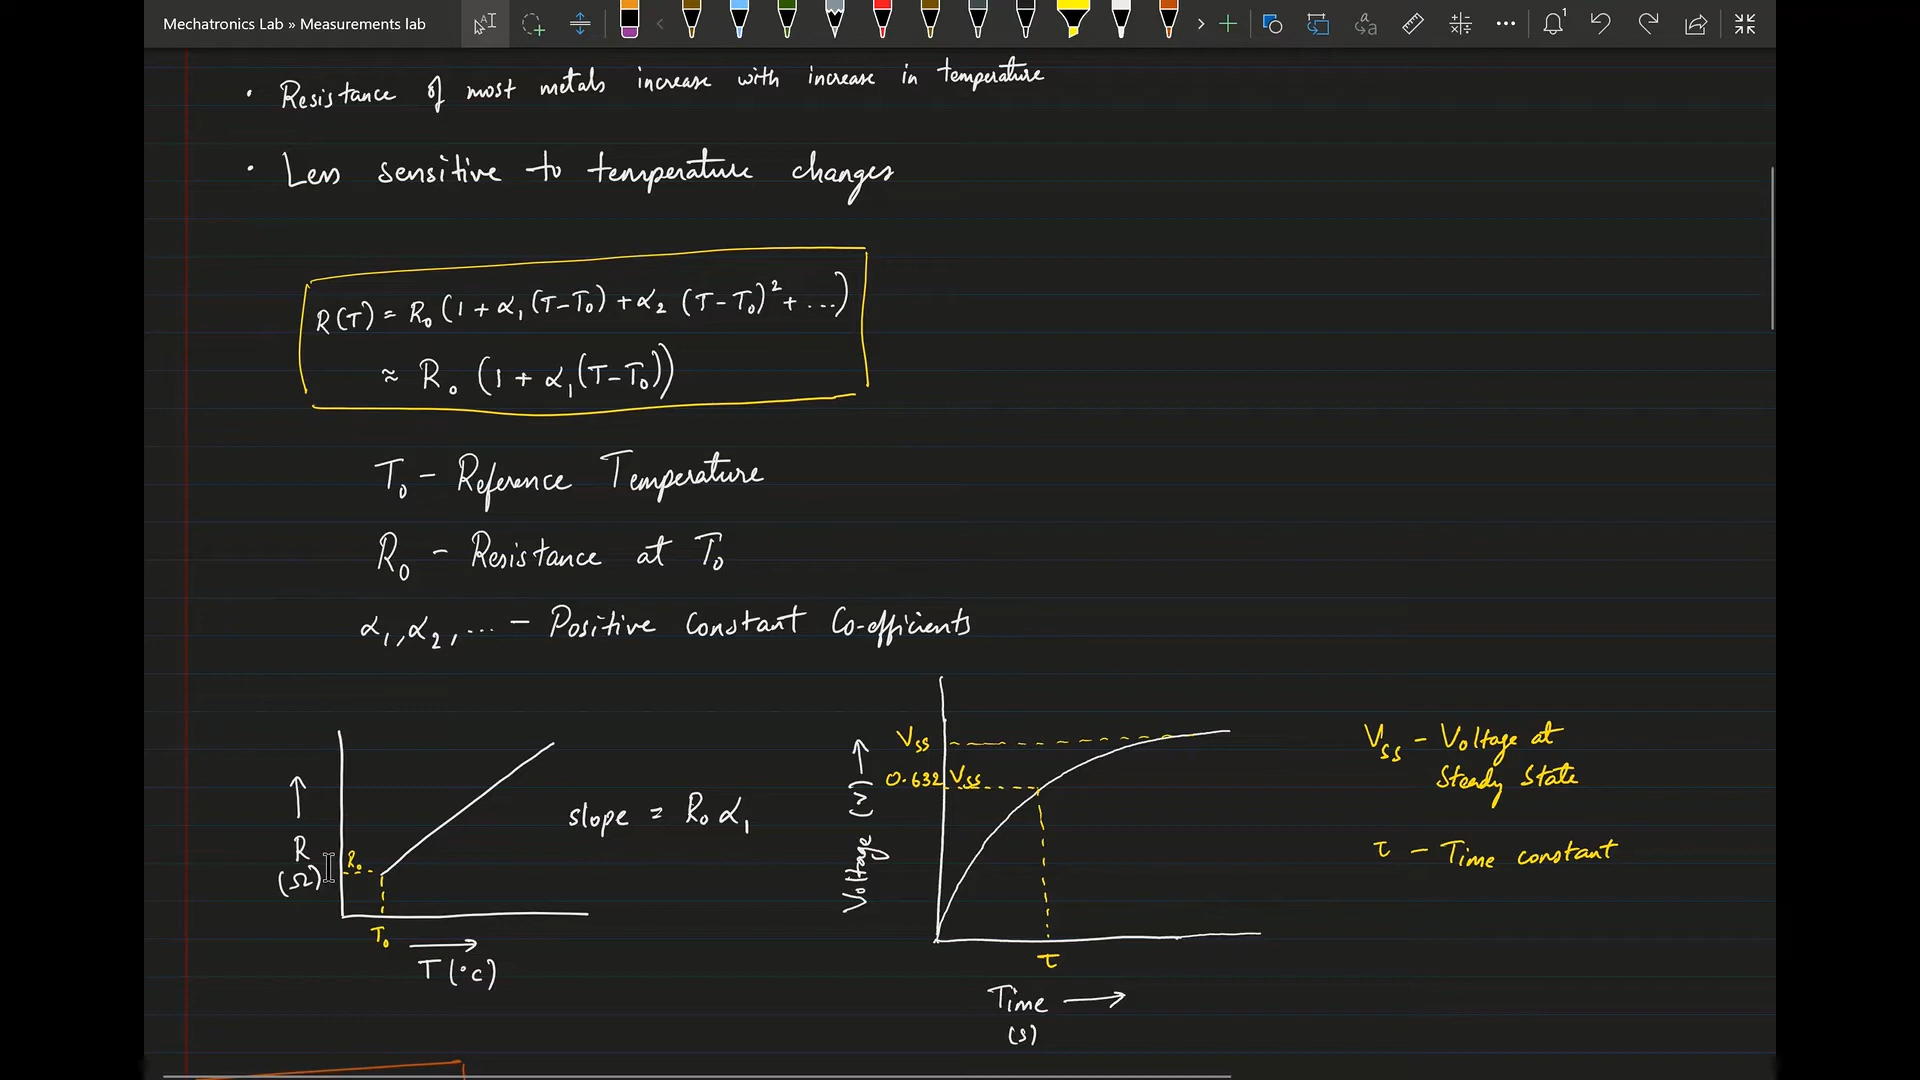 Mechatronics Lab » Measurements lab
• Resistance of most metals increase with increase in temperature
• Less sensitive to temperature changes
R(T) = R₀ (1 + α₁ (T-T₀) + α₂ (T-T₀)² + ...)
≈ R₀ (1 + α₁ (T-T₀))
T₀ - Reference Temperature
R₀ - Resistance at T₀
α₁, α₂, ... - Positive Constant Co-efficients
R
(Ω)
R₀
T₀
T (°C)
slope = R₀ α₁
Voltage (V)
Vss
0.632 Vss
τ
Time
(s)
Vss - Voltage at
Steady State
τ - Time constant